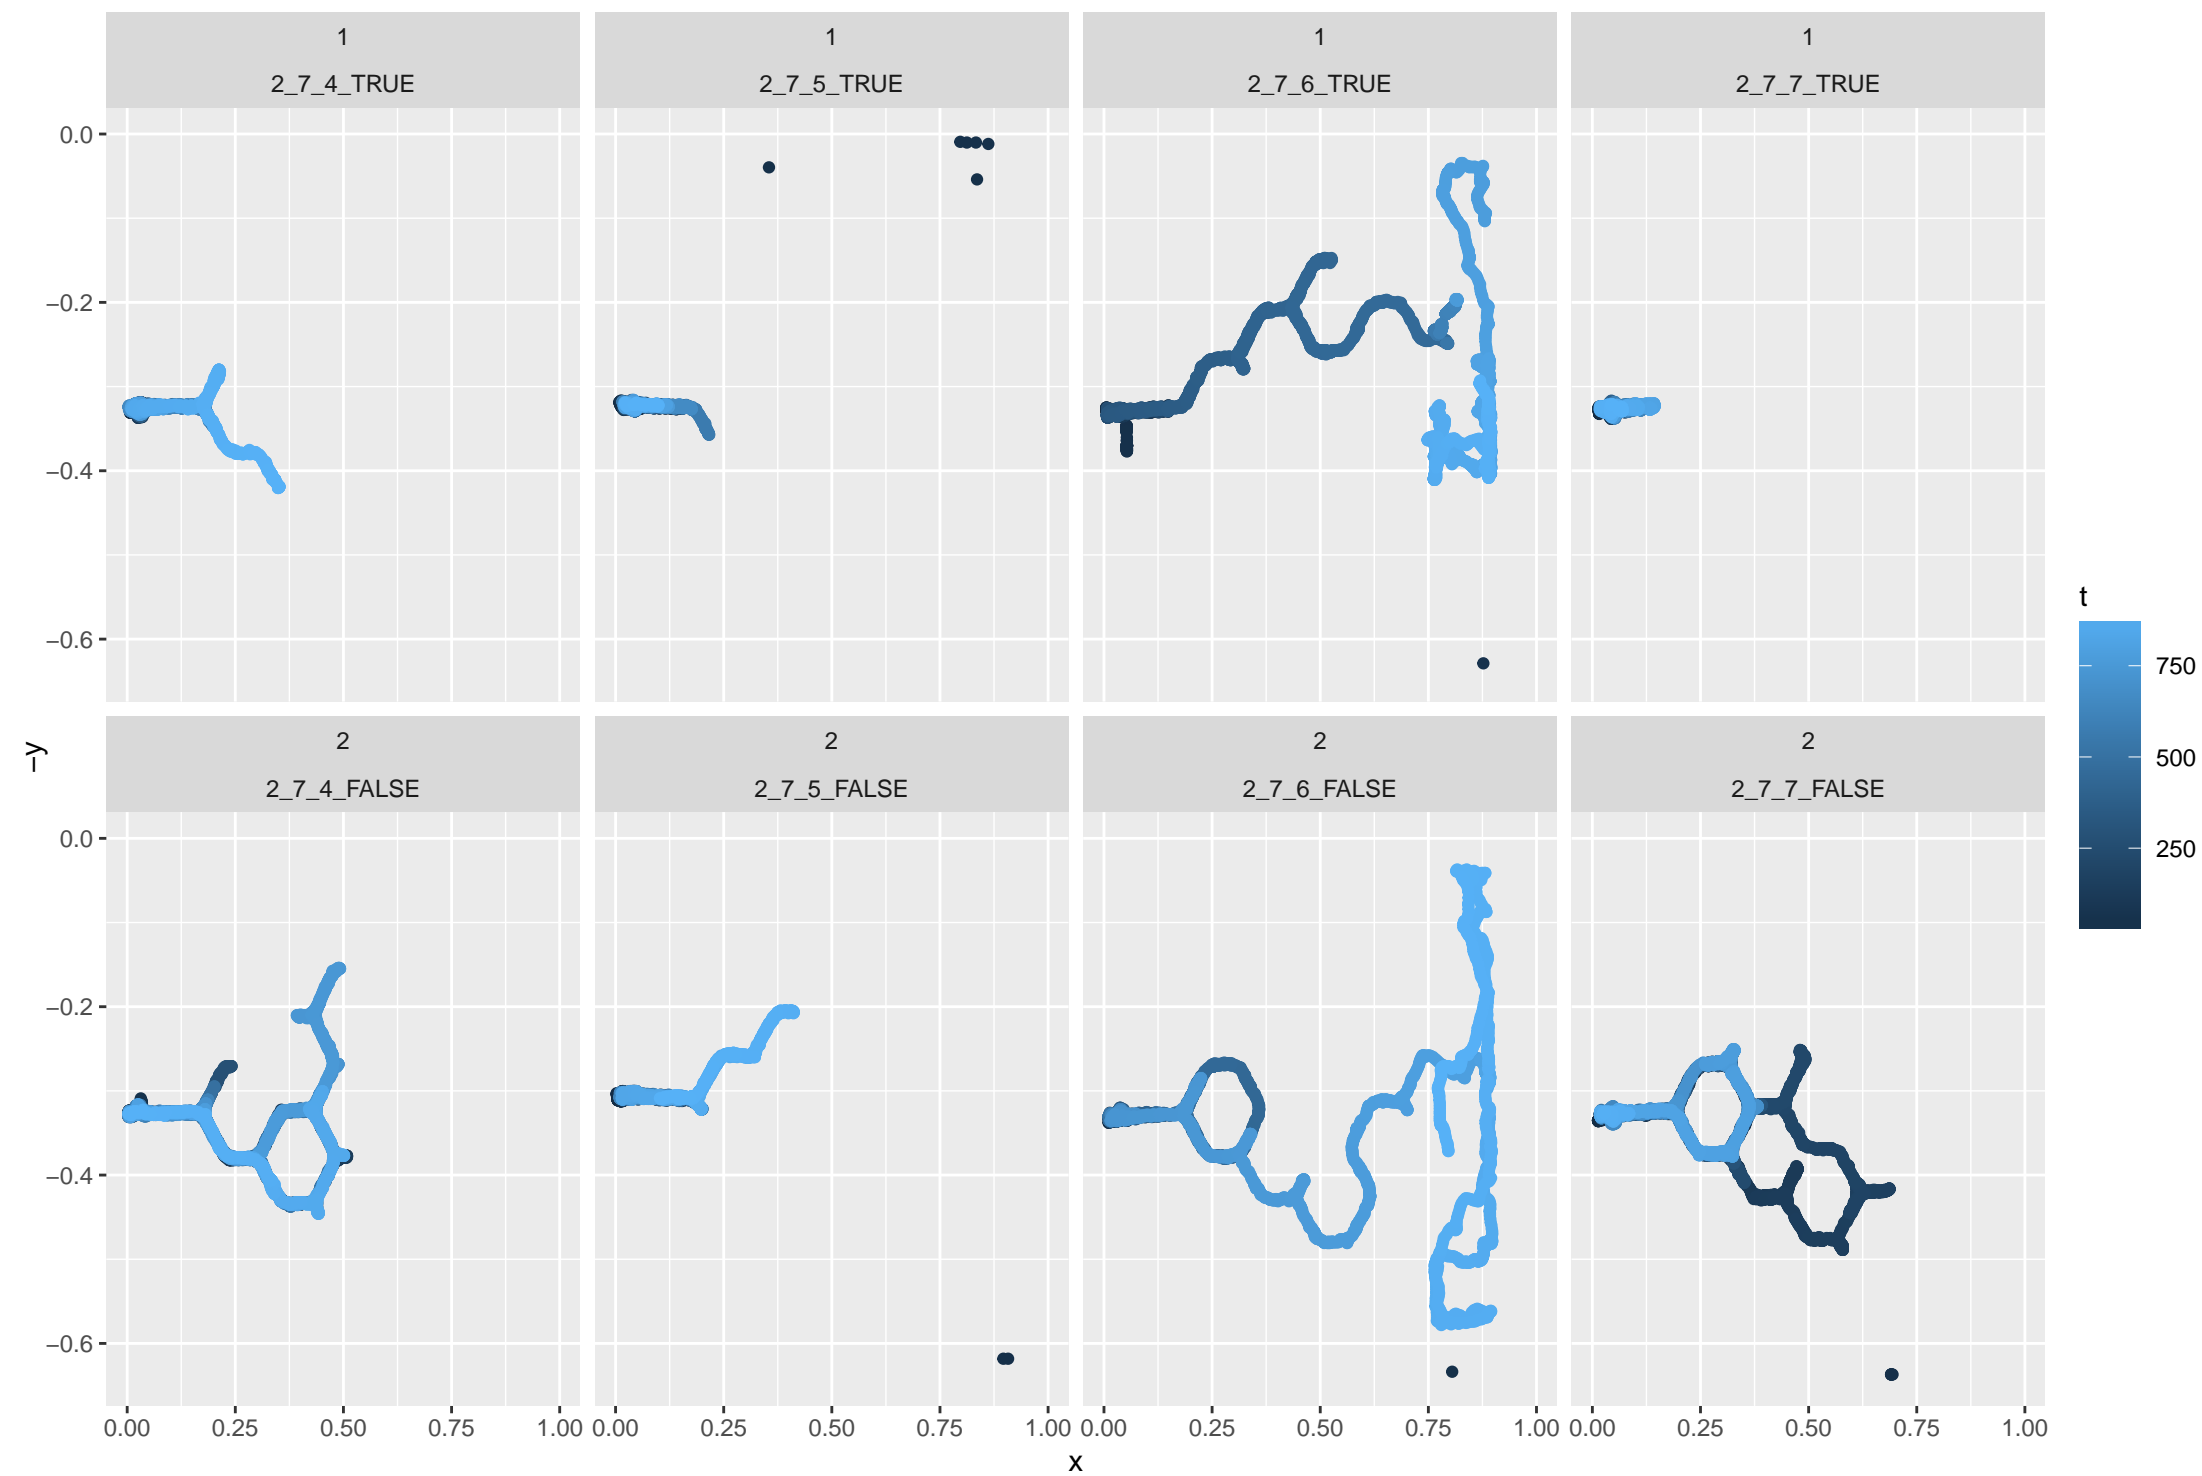 1 1 1 1
2_7_4_TRUE 2_7_5_TRUE 2_7_6_TRUE 2_7_7_TRUE
0.0
−0.2
−0.4
−0.6
t
750
500
250
−y
2 2 2 2
2_7_4_FALSE 2_7_5_FALSE 2_7_6_FALSE 2_7_7_FALSE
0.0
−0.2
−0.4
−0.6
0.00 0.25 0.50 0.75 1.00 0.00 0.25 0.50 0.75 1.00 0.00 0.25 0.50 0.75 1.00 0.00 0.25 0.50 0.75 1.00
x